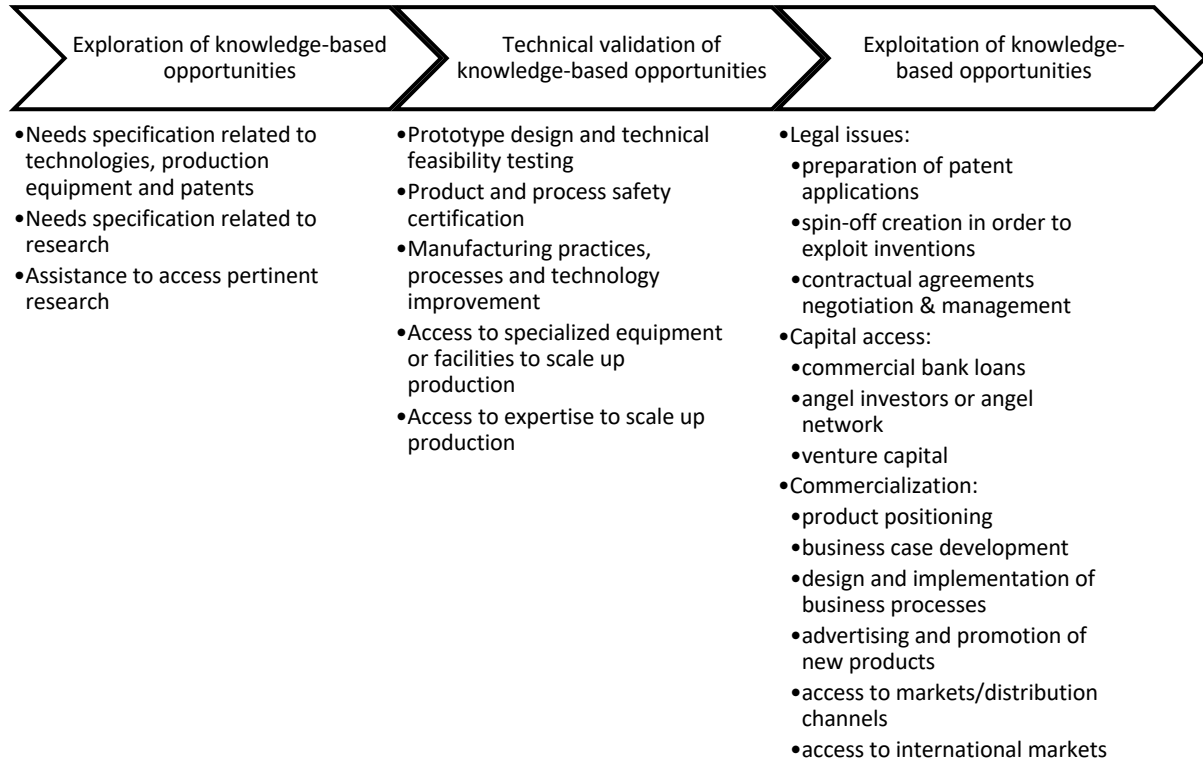 Exploration of knowledge-based
opportunities
Technical validation of
knowledge-based opportunities
Exploitation of knowledge-
based opportunities
•Needs specification related to
technologies, production
equipment and patents
•Needs specification related to
research
•Assistance to access pertinent
research
•Prototype design and technical
feasibility testing
•Product and process safety
certification
•Manufacturing practices,
processes and technology
improvement
•Access to specialized equipment
or facilities to scale up
production
•Access to expertise to scale up
production
•Legal issues:
•preparation of patent
applications
•spin-off creation in order to
exploit inventions
•contractual agreements
negotiation & management
•Capital access:
•commercial bank loans
•angel investors or angel
network
•venture capital
•Commercialization:
•product positioning
•business case development
•design and implementation of
business processes
•advertising and promotion of
new products
•access to markets/distribution
channels
•access to international markets